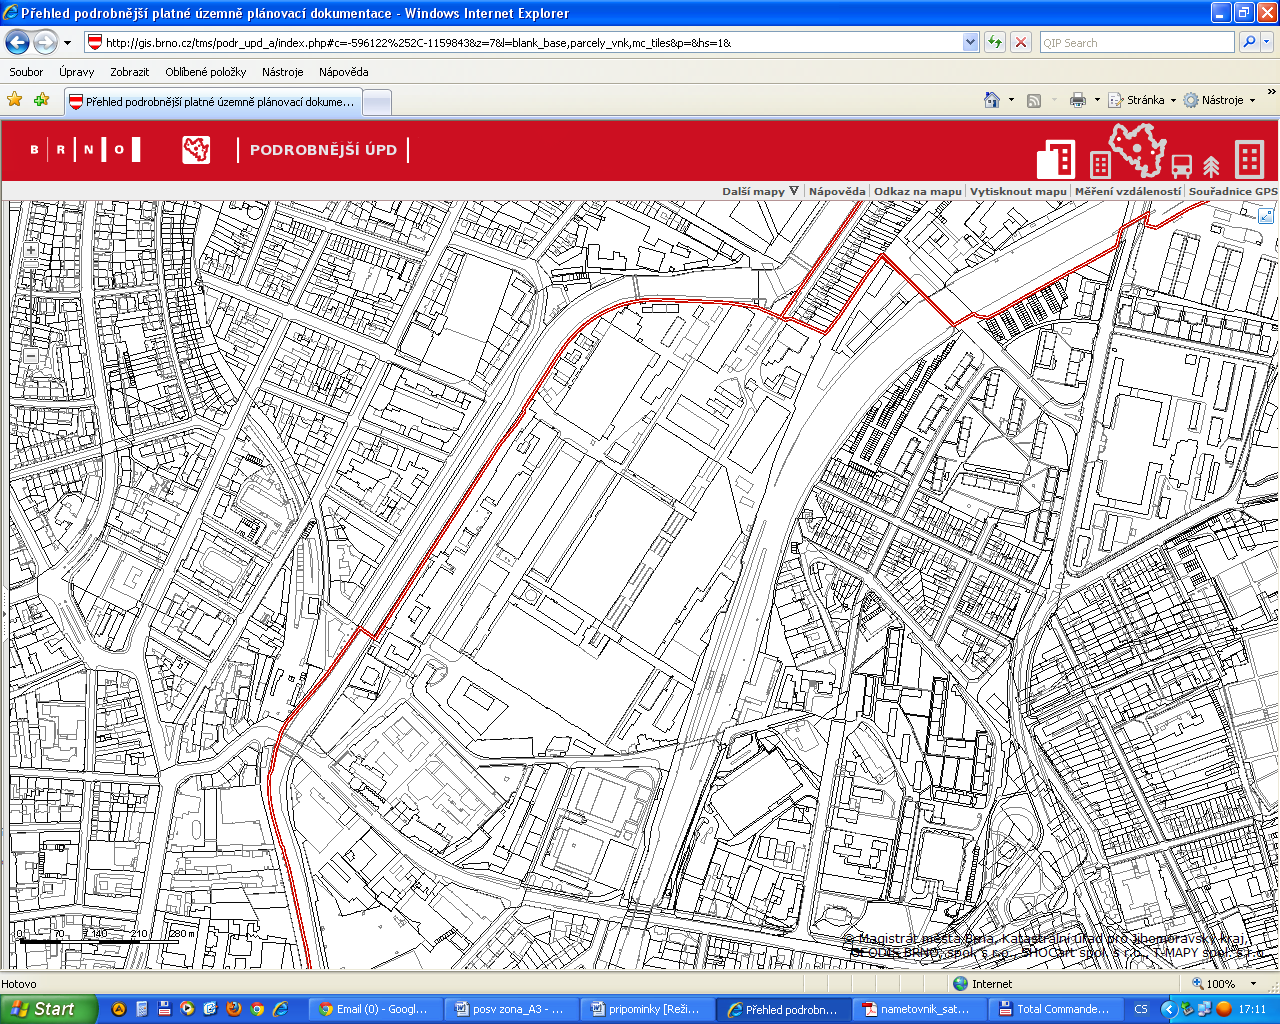 Přehled podrobnější platné územně plánovací dokumentace - Windows Internet Explorer
http://gis.brno.cz/tms/podr_upd_a/index.php#c=-596122%252C-1159843&z=7&l=blank_base,parcely_vnk,mc_tiles&p=&hs=1&
QIP Search
Soubor Úpravy Zobrazit Oblíbené položky Nástroje Nápověda
Přehled podrobnější platné územně plánovací dokume...
Stránka Nástroje
BRNO
PODROBNĚJŠÍ ÚPD
Další mapy Nápověda Odkaz na mapu Vytisknout mapu Měření vzdáleností Souřadnice GPS
0 70 140 210 280 m
© Magistrát města Brna, Katastrální úřad pro Jihomoravský kraj,
GEODIS BRNO, spol. s r.o., SHOCart spol. s r.o., T-MAPY spol. s r.o.
Hotovo
Internet
100%
Start
Email (0) - Googl...
posv zona_A3 - ...
pripominky [Reži...
Přehled podrobn...
nametovnik_sat...
Total Commande...
CS
17:11